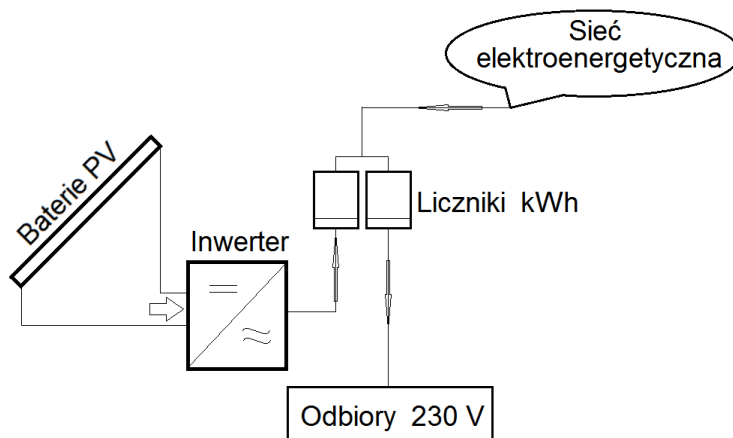 Sieć
elektroenergetyczna
Baterie PV
Liczniki kWh
Inwerter
Odbiory 230 V